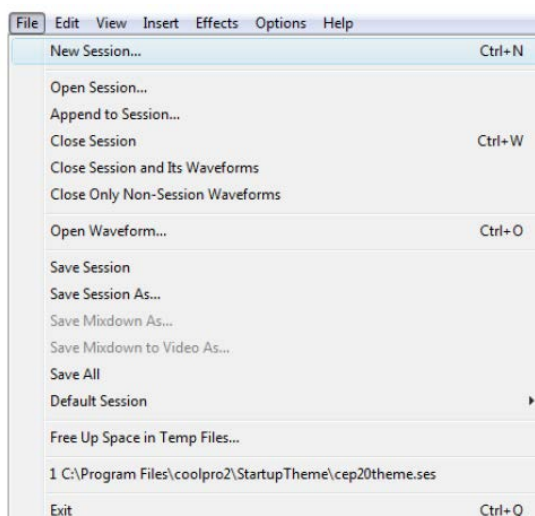 File Edit View Insert Effects Options Help
New Session... Ctrl+N
Open Session...
Append to Session...
Close Session Ctrl+W
Close Session and Its Waveforms
Close Only Non-Session Waveforms
Open Waveform... Ctrl+O
Save Session
Save Session As...
Save Mixdown As...
Save Mixdown to Video As...
Save All
Default Session
Free Up Space in Temp Files...
1 C:\Program Files\coolpro2\StartupTheme\cep20theme.ses
Exit Ctrl+Q